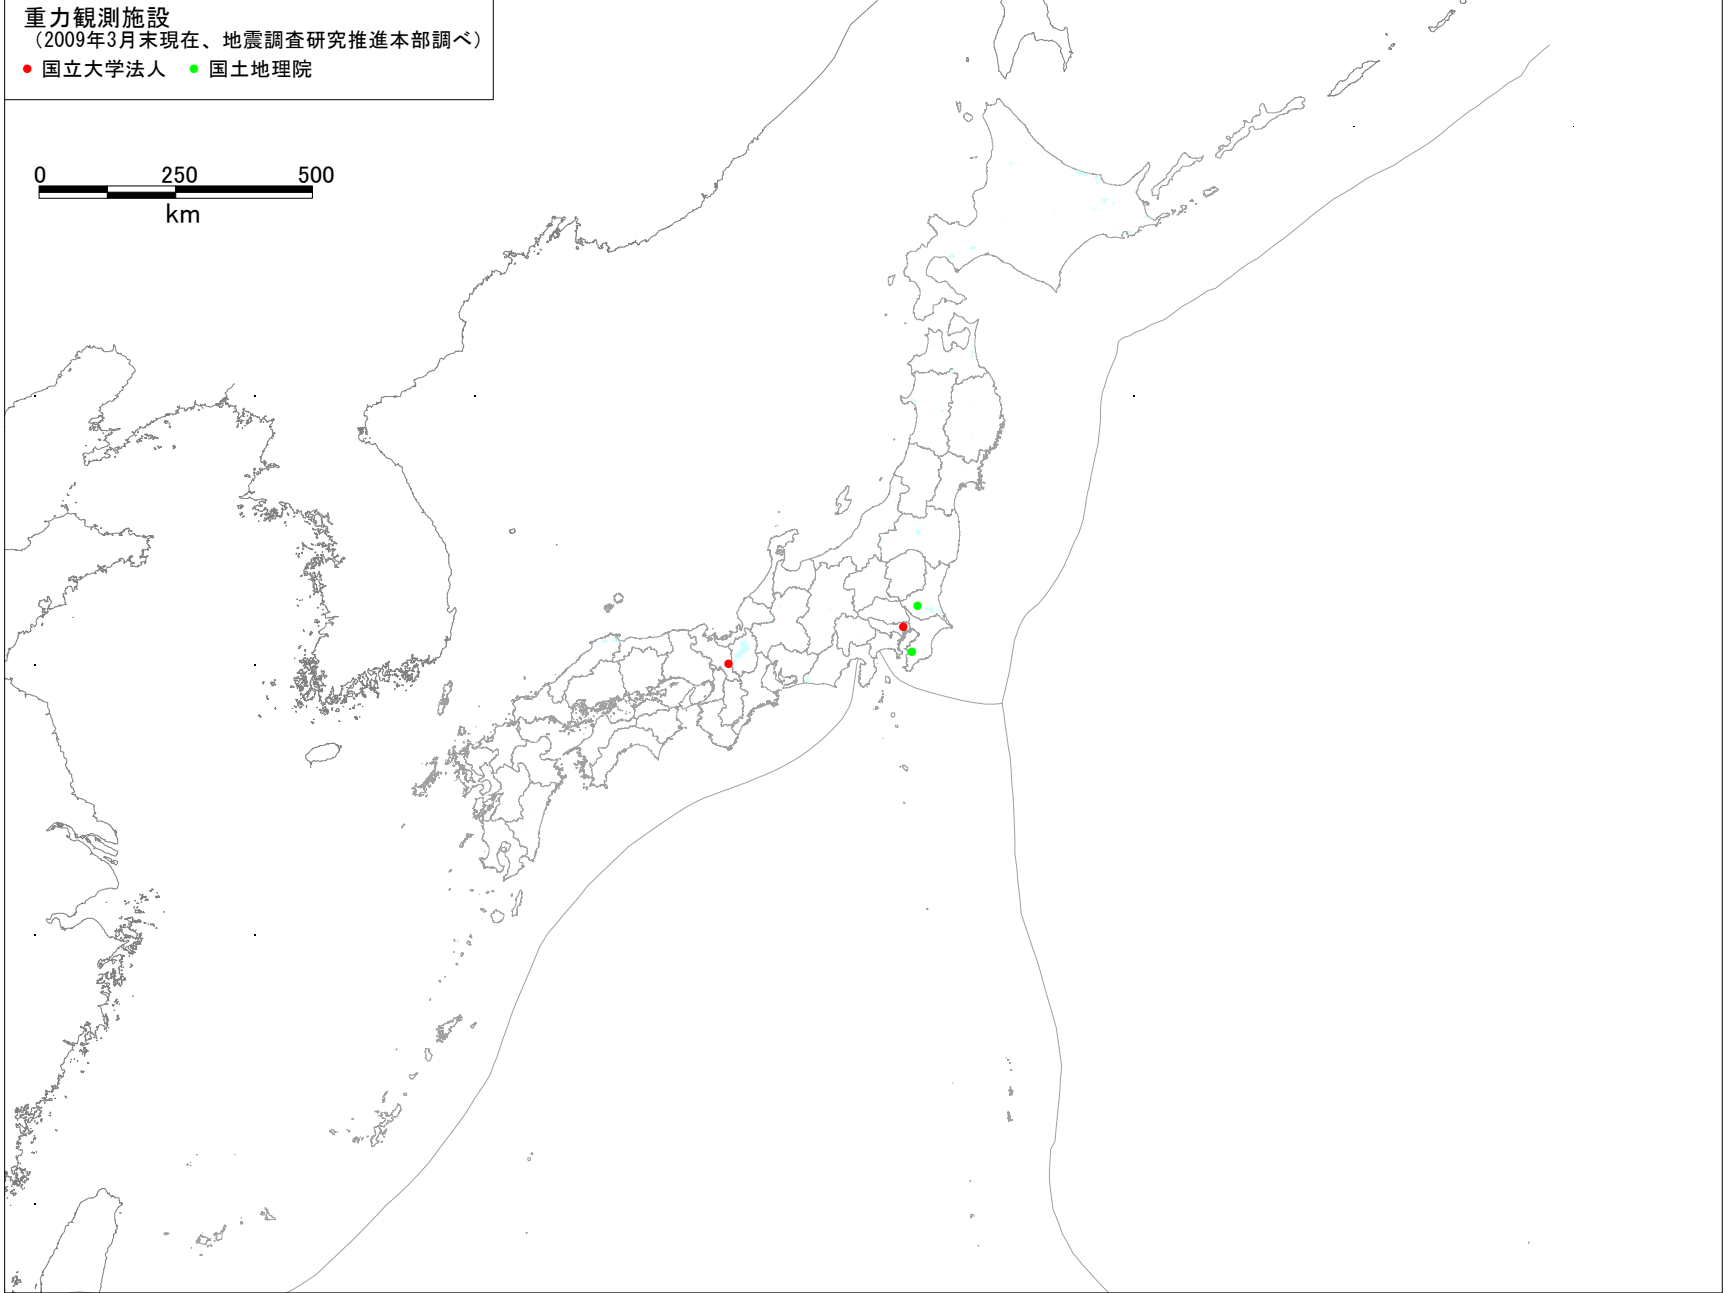 重力観測施設
（2009年3月末現在、地震調査研究推進本部調べ）
● 国立大学法人 ● 国土地理院
0 250 500
km